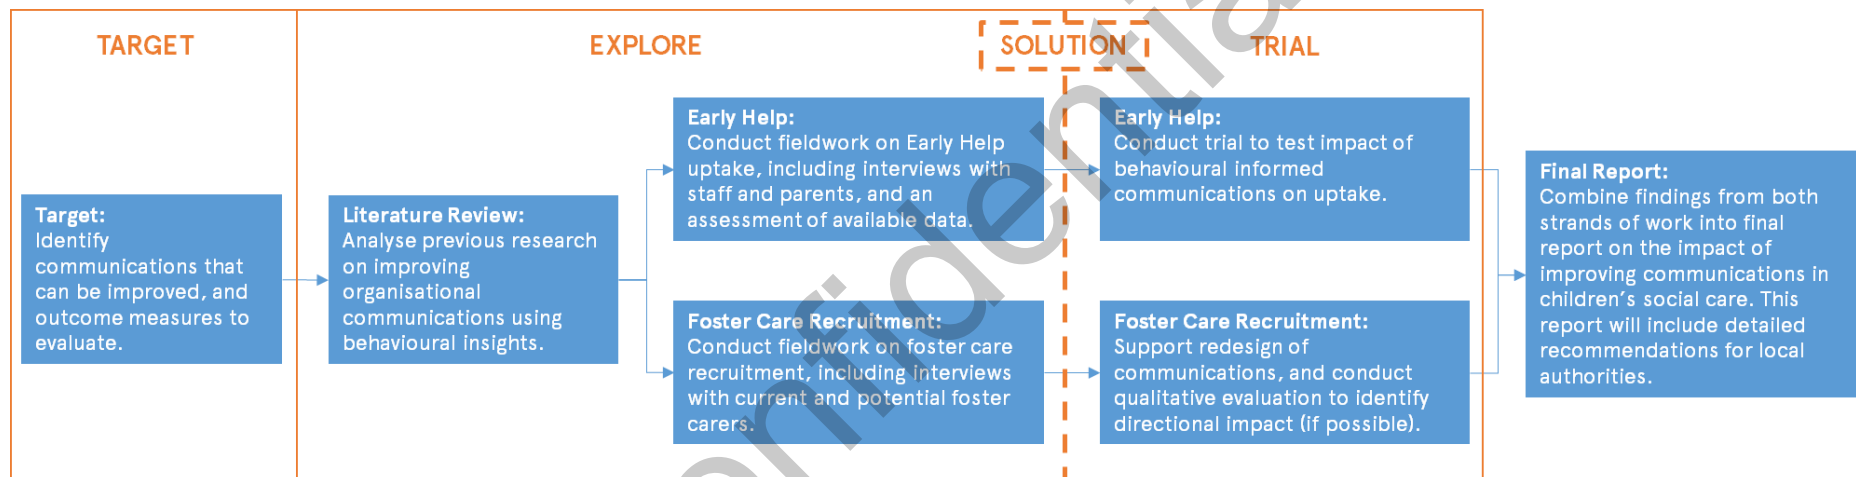 TARGET
EXPLORE
SOLUTION
TRIAL
Target:
Identify
communications that
can be improved, and
outcome measures to
evaluate.
Literature Review:
Analyse previous research
on improving
organisational
communications using
behavioural insights.
Early Help:
Conduct fieldwork on Early Help
uptake, including interviews with
staff and parents, and an
assessment of available data.
Foster Care Recruitment:
Conduct fieldwork on foster care
recruitment, including interviews
with current and potential foster
carers.
Early Help:
Conduct trial to test impact of
behavioural informed
communications on uptake.
Foster Care Recruitment:
Support redesign of
communications, and conduct
qualitative evaluation to identify
directional impact (if possible).
Final Report:
Combine findings from both
strands of work into final
report on the impact of
improving communications in
children's social care. This
report will include detailed
recommendations for local
authorities.
onfidentia